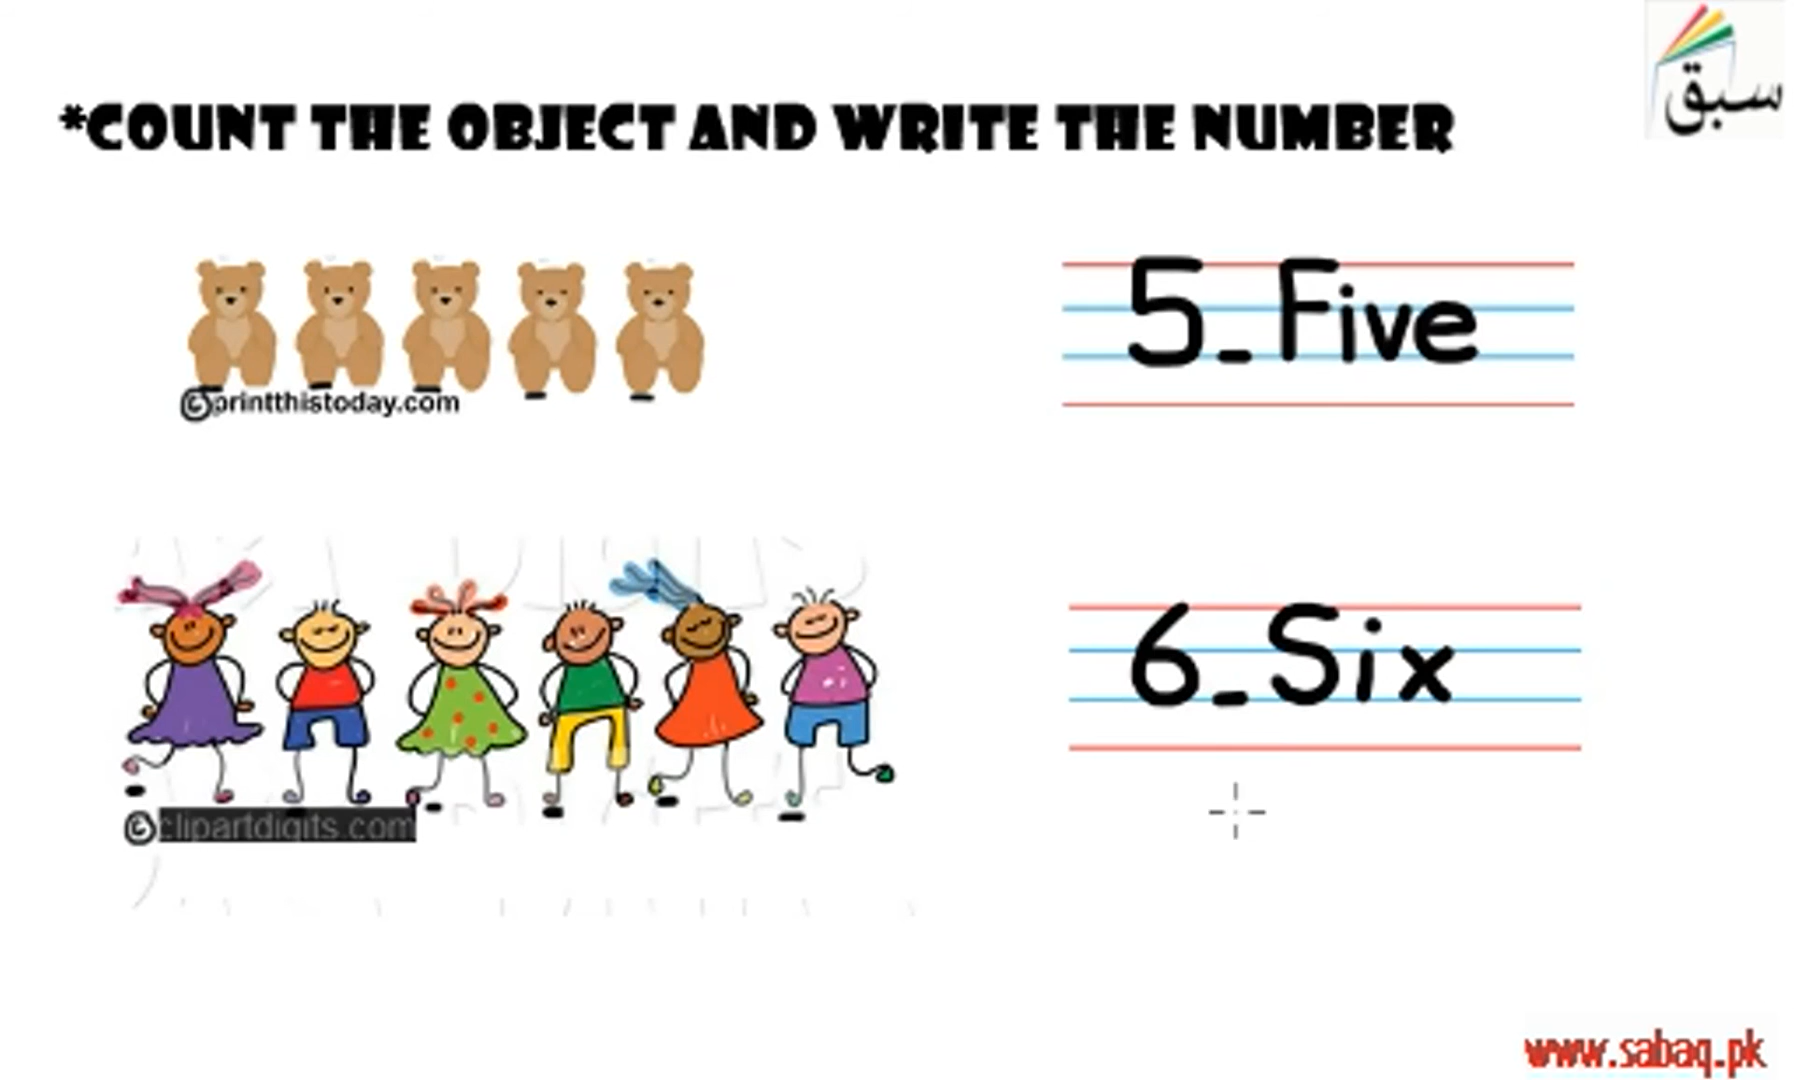 سبق
*COUNT THE OBJECT AND WRITE THE NUMBER
5_Five
©printthistoday.com
6_Six
©clipartdigits.com
www.sabaq.pk